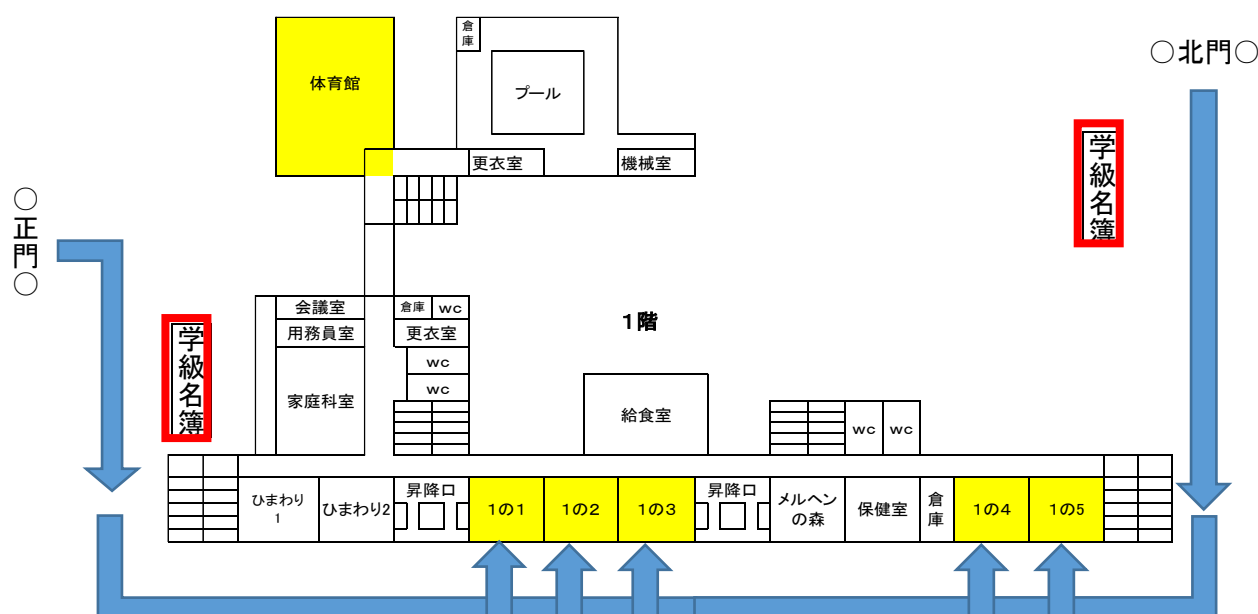 倉庫
○北門○
体育館
プール
学級名簿
更衣室
機械室
○正門○
会議室
倉庫
WC
1階
学級名簿
用務員室
更衣室
WC
WC
家庭科室
給食室
WC
WC
ひまわり
1
ひまわり2
昇降口
1の1
1の2
1の3
昇降口
メルヘン
の森
保健室
倉庫
1の4
1の5